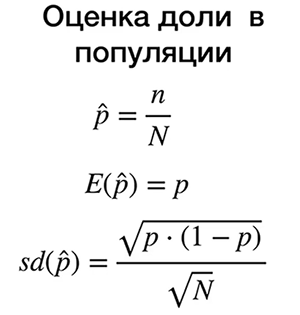 Оценка доли в
популяции
p̂ = n/N
E(p̂) = p
sd(p̂) = √(p · (1 − p))/√N